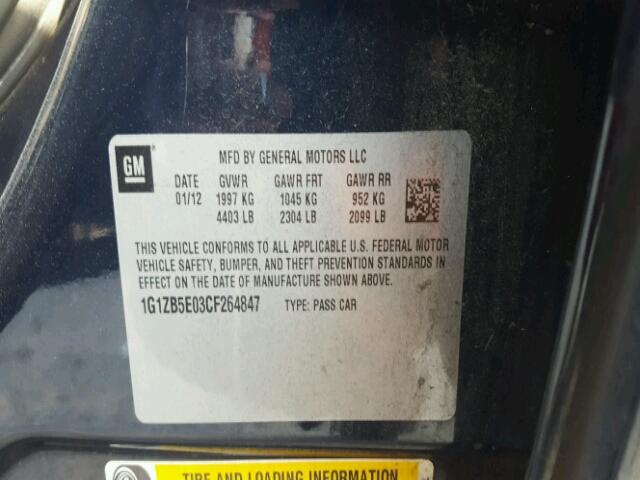 GM
MFD BY GENERAL MOTORS LLC
DATE GVWR GAWR FRT GAWR RR
01/12 1997 KG 1045 KG 952 KG
4403 LB 2304 LB 2099 LB
THIS VEHICLE CONFORMS TO ALL APPLICABLE U.S. FEDERAL MOTOR
VEHICLE SAFETY, BUMPER, AND THEFT PREVENTION STANDARDS IN
EFFECT ON THE DATE OF MANUFACTURE SHOWN ABOVE.
1G1ZB5E03CF264847 TYPE: PASS CAR
TIRE AND LOADING INFORMATION